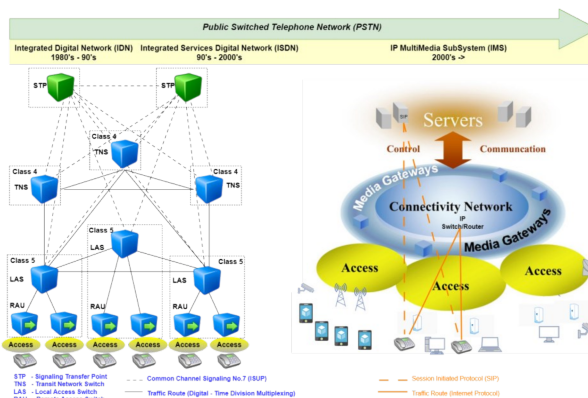 Public Switched Telephone Network (PSTN)
Integrated Digital Network (IDN)
1980's - 90's
Integrated Services Digital Network (ISDN)
90's - 2000's
IP MultiMedia SubSystem (IMS)
2000's ->
STP
STP
Class 4
TNS
Class 4
TNS
Class 4
TNS
Class 5
LAS
Class 5
LAS
Class 5
LAS
RAU
RAU
RAU
Access
Access
Access
Access
Access
Access
SIP
Servers
Control
Communcation
Media Gateways
Connectivity Network
IP
Switch/Router
Media Gateways
Access
Access
Access
STP - Signaling Transfer Point
TNS - Transit Network Switch
LAS - Local Access Switch
Common Channel Signaling No.7 (ISUP)
Traffic Route (Digital - Time Division Multiplexing)
Session Initiated Protocol (SIP)
Traffic Route (Internet Protocol)